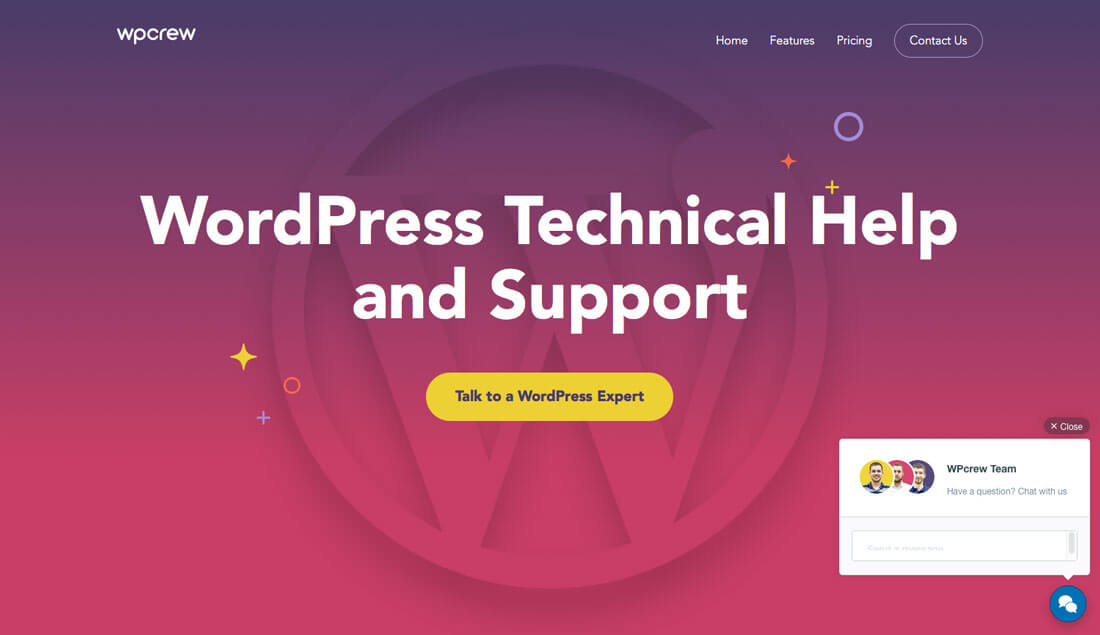 wpcrew
Home Features Pricing Contact Us
WordPress Technical Help
and Support
Talk to a WordPress Expert
× Close
WPcrew Team
Have a question? Chat with us